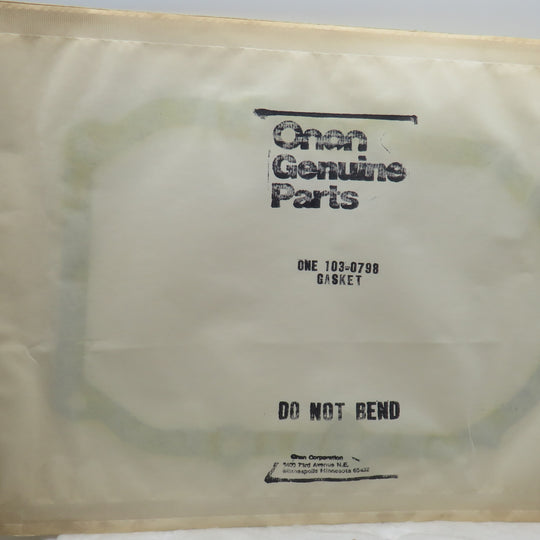 Onan
Genuine
Parts
ONE 103-0798
GASKET
DO NOT BEND
Onan Corporation
1400 73rd Avenue N.E.
Minneapolis Minnesota 55432